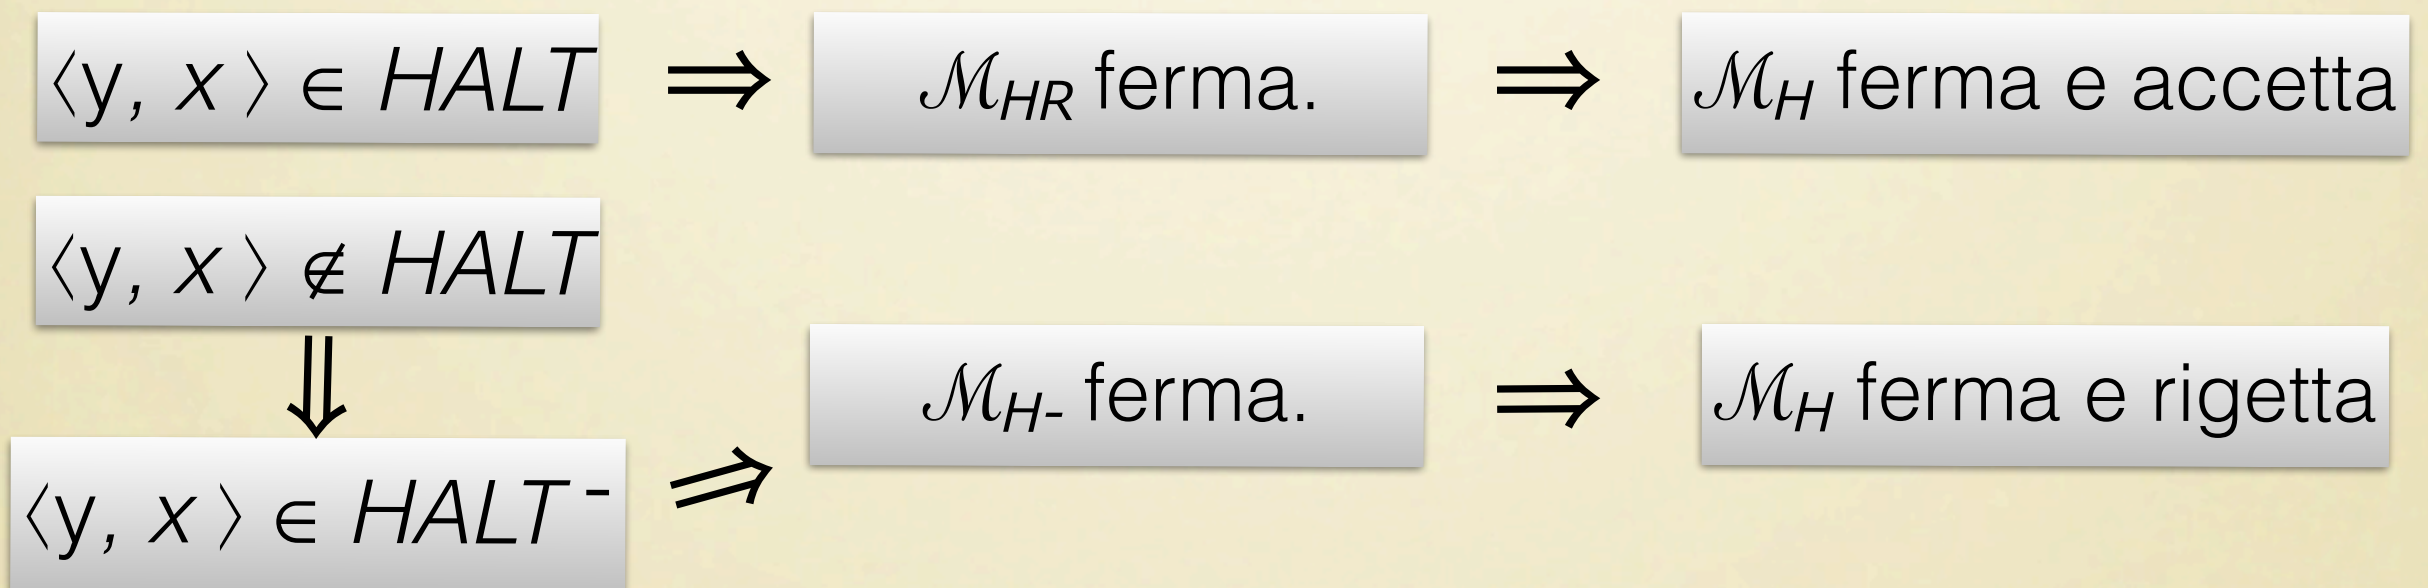 ⟨y, x ⟩ ∈ HALT ⟹ ℳHR ferma. ⟹ ℳH ferma e accetta
⟨y, x ⟩ ∉ HALT
⇓
ℳH- ferma. ⟹ ℳH ferma e rigetta
⟨y, x ⟩ ∈ HALT - ⟹